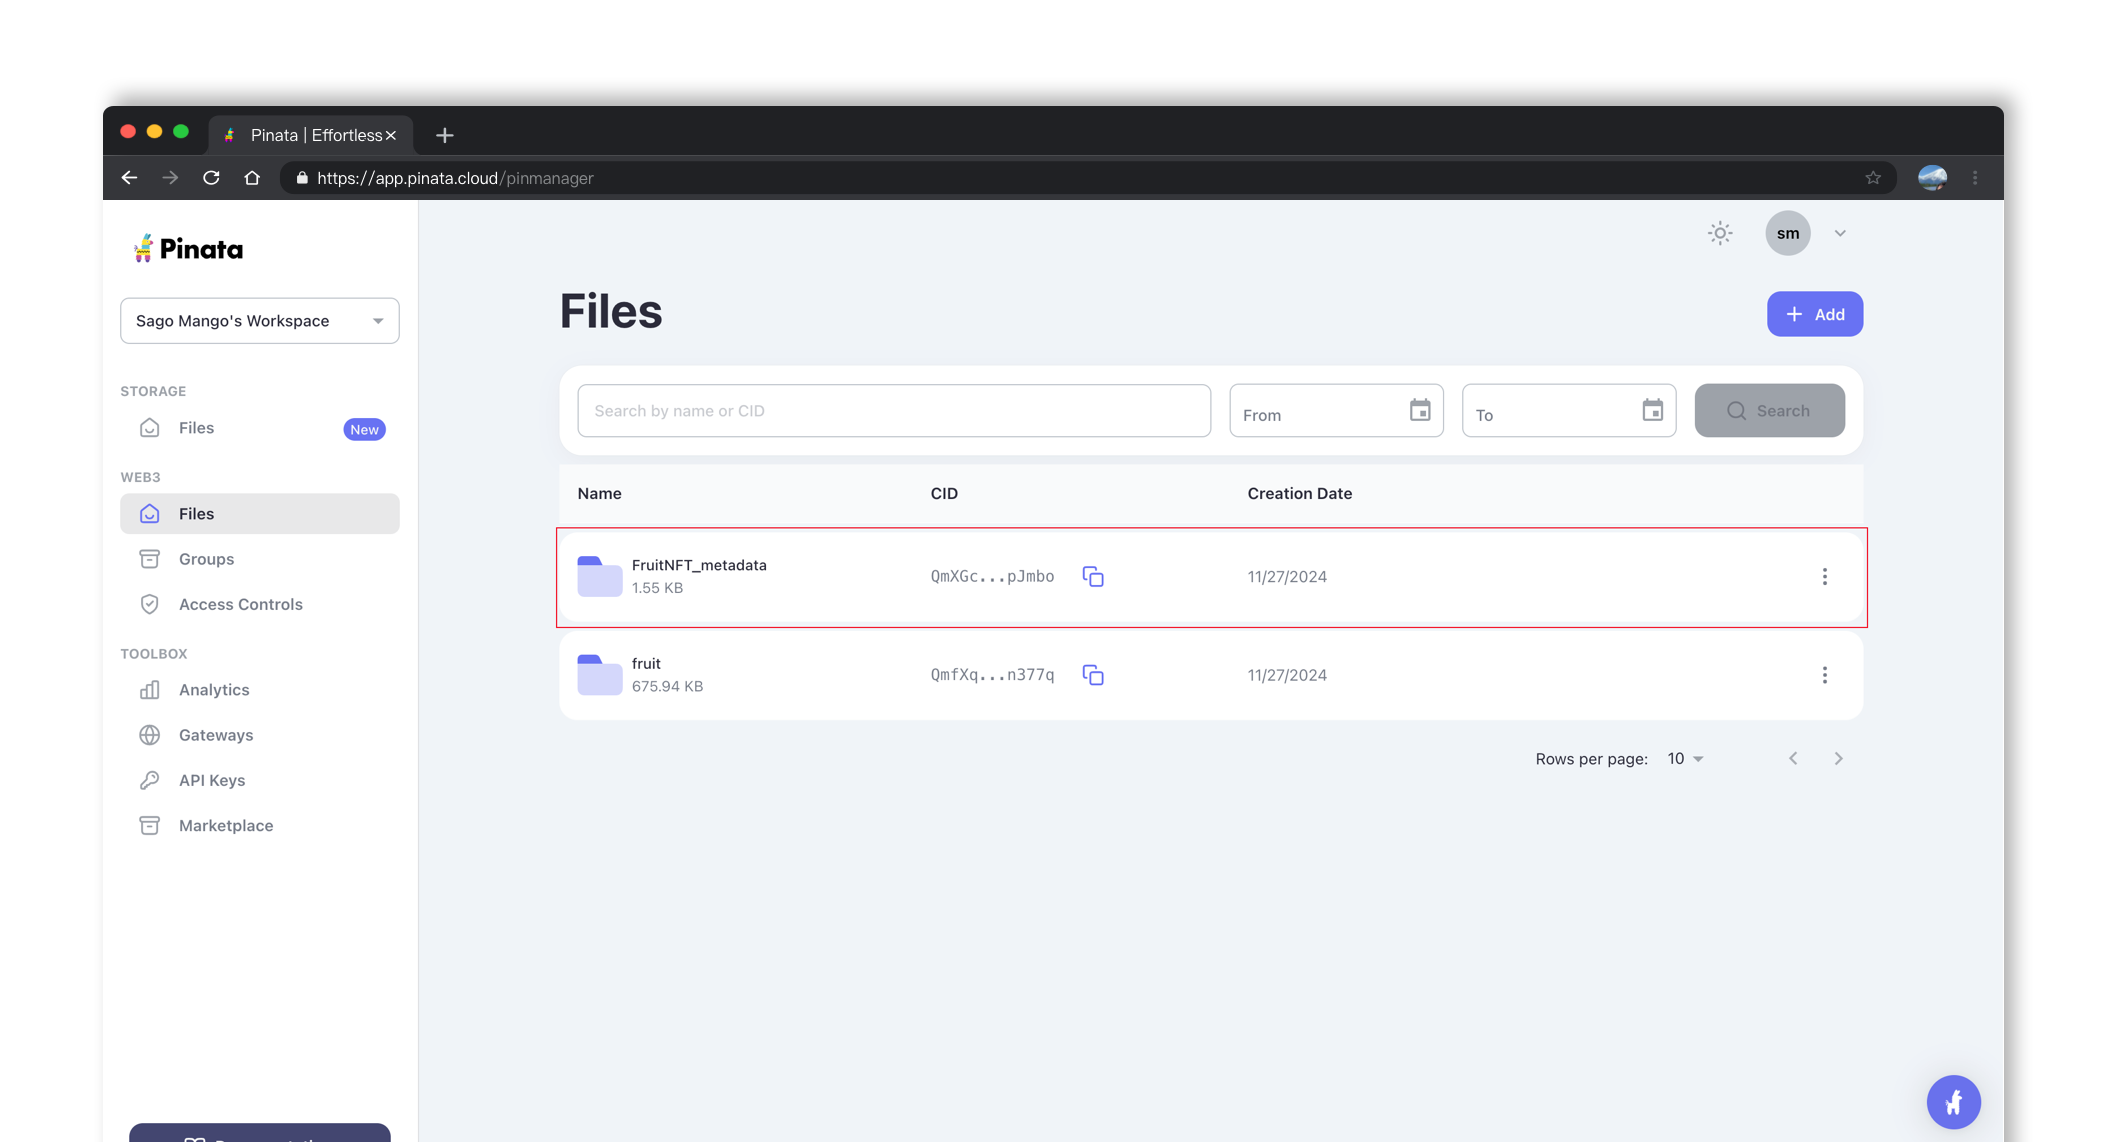 Pinata | Effortless
https://app.pinata.cloud/pinmanager
Pinata
sm
Sago Mango's Workspace
Files
Add
STORAGE
Files
New
WEB3
Files
Groups
Access Controls
TOOLBOX
Analytics
Gateways
API Keys
Marketplace
Search by name or CID
From
To
Search
Name CID Creation Date
FruitNFT_metadata
1.55 KB
QmXGc...pJmbo
11/27/2024
fruit
675.94 KB
QmfXq...n377q
11/27/2024
Rows per page: 10